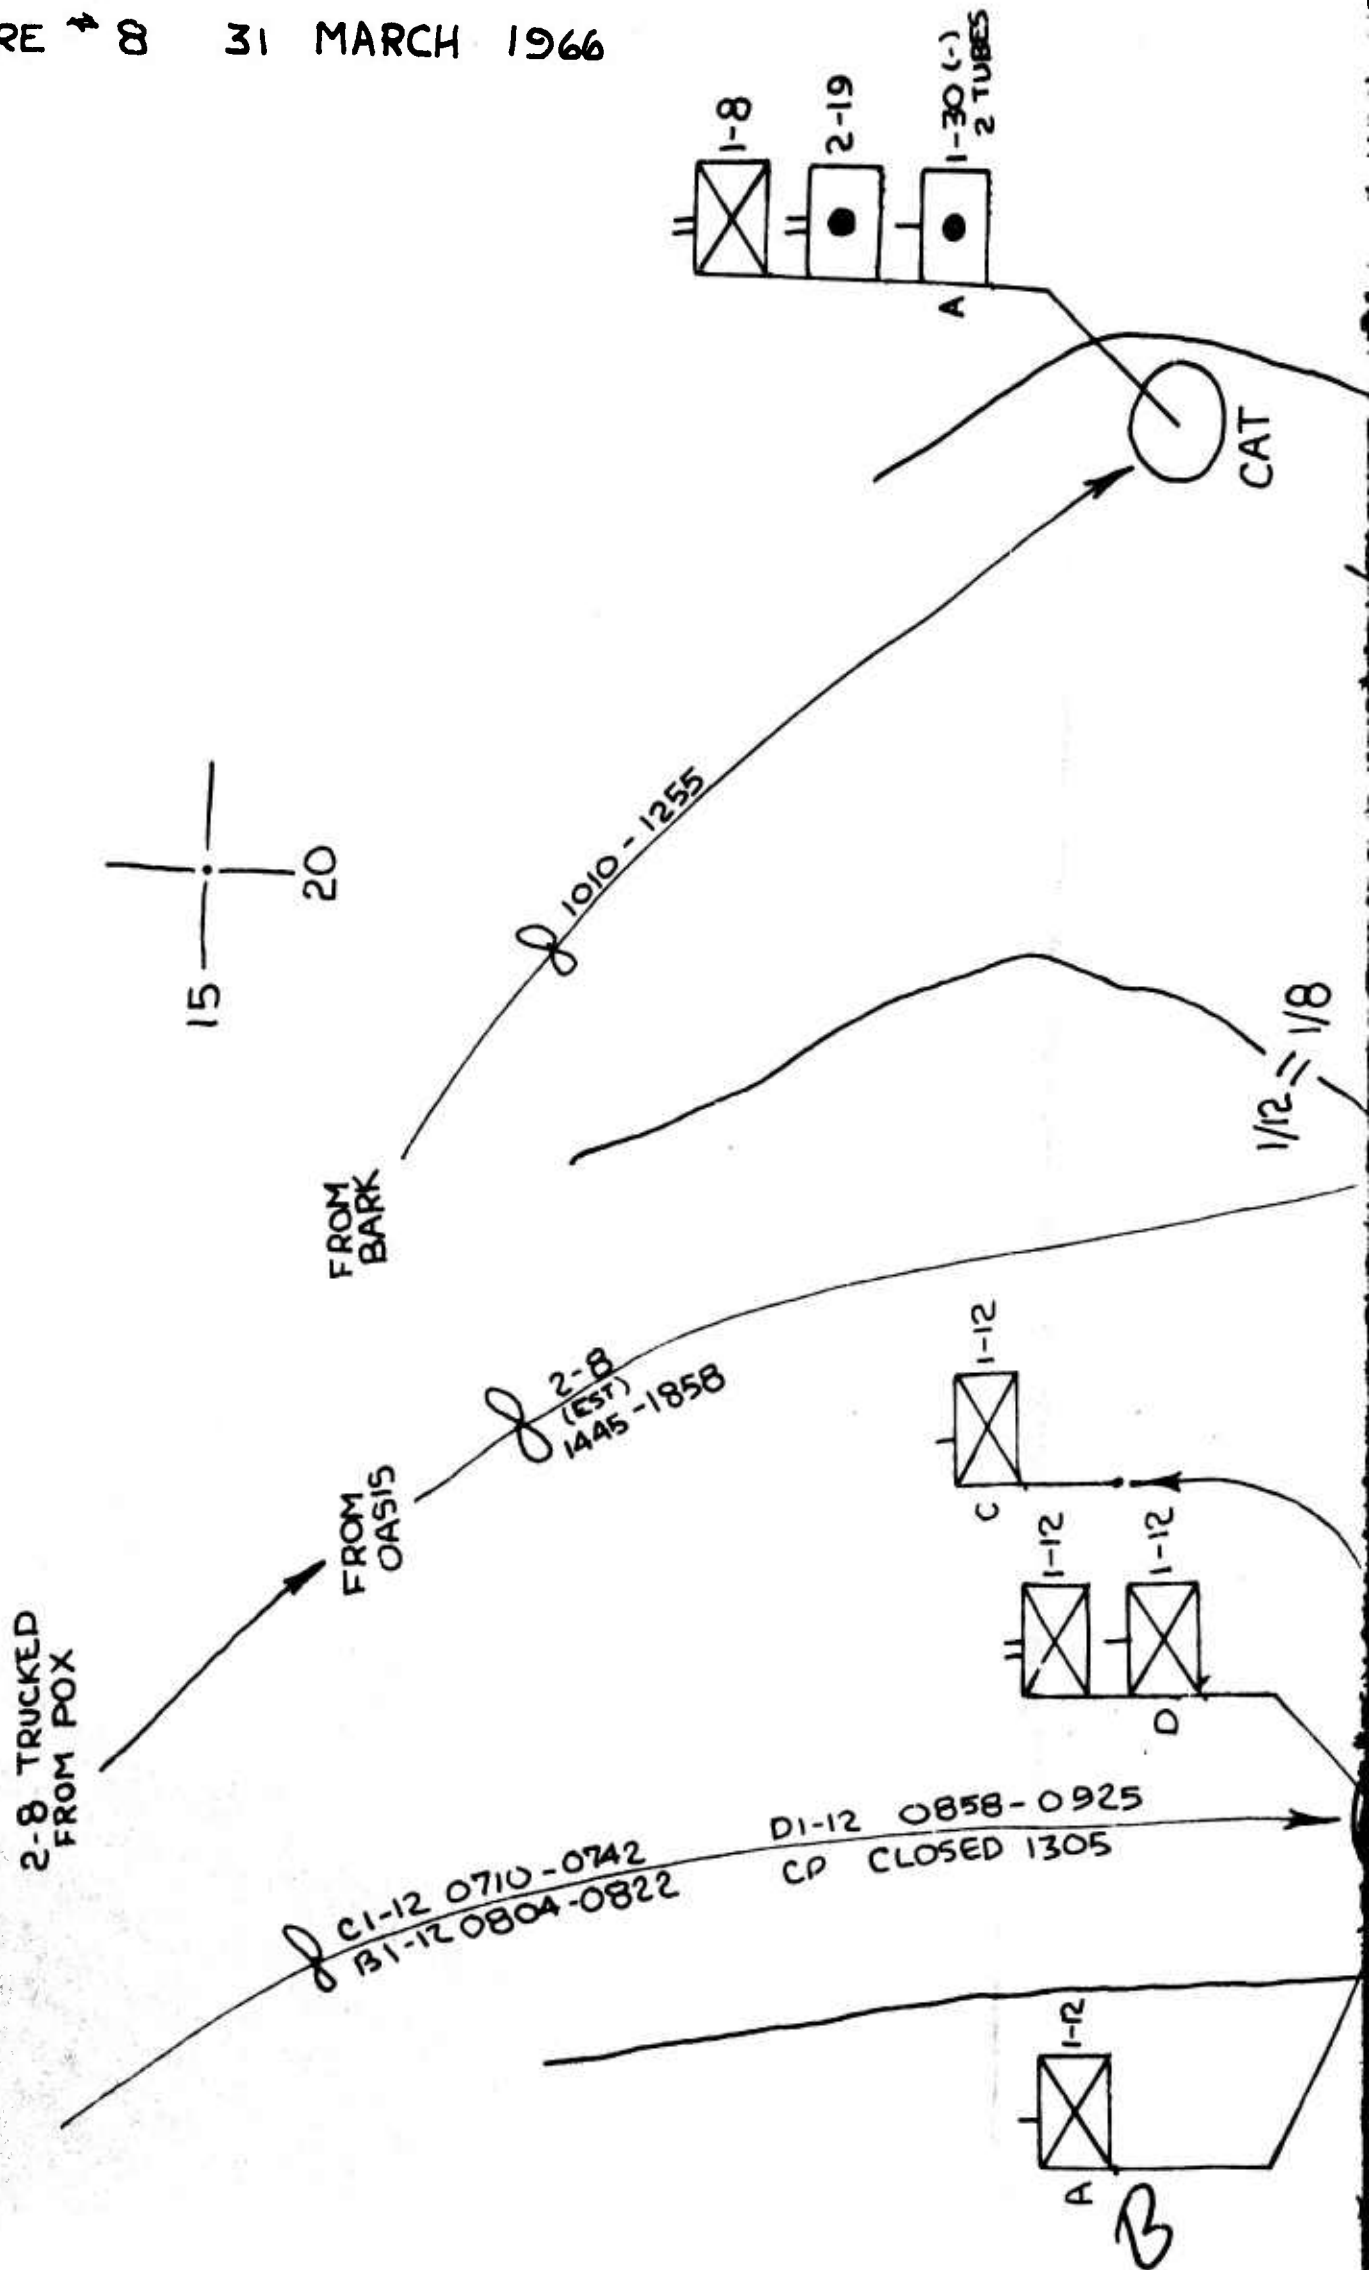 RE # 8 31 MARCH 1966
2-8 TRUCKED
FROM POX
FROM
OASIS
FROM
BARK
15
20
1-8
2-19
A
1-30 (-)
2 TUBES
CAT
1010 - 1255
2-8
(EST)
1445 - 1858
1/12 = 1/8
C
1-12
1-12
D
1-12
C1-12 0710 - 0742
B1-12 0804 - 0822
D1-12 0858 - 0925
CP CLOSED 1305
A
1-12
B